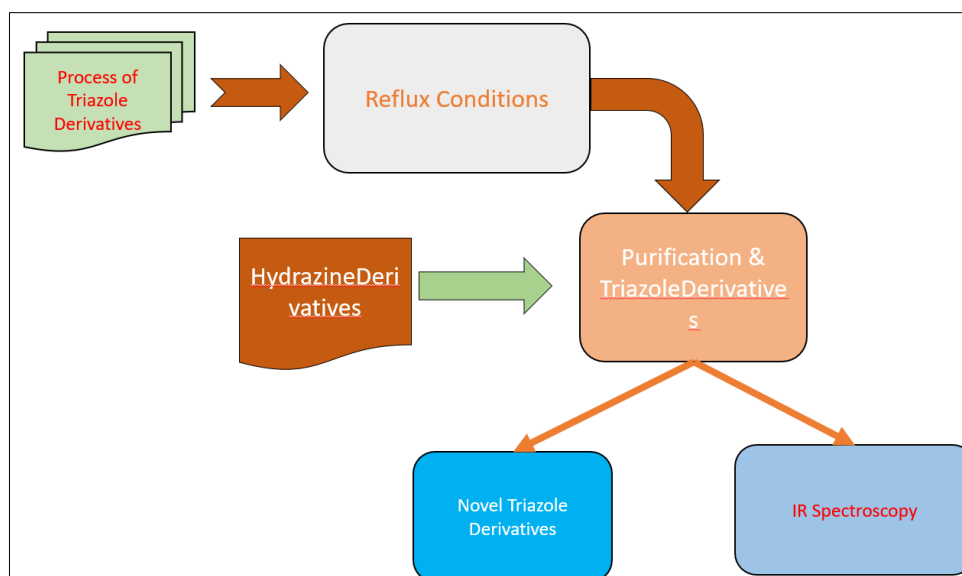 Process of
Triazole
Derivatives
Reflux Conditions
HydrazineDeri
vatives
Purification &
TriazoleDerivative
s
Novel Triazole
Derivatives
IR Spectroscopy